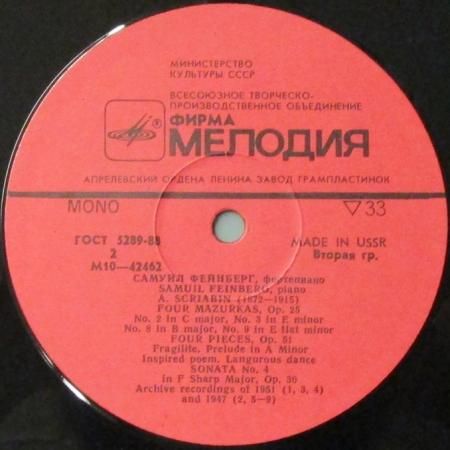 МИНИСТЕРСТВО
КУЛЬТУРЫ СССР
ВСЕСОЮЗНОЕ ТВОРЧЕСКО-
ПРОИЗВОДСТВЕННОЕ ОБЪЕДИНЕНИЕ
ФИРМА
® МЕЛОДИЯ
АПРЕЛЕВСКИЙ ОРДЕНА ЛЕНИНА ЗАВОД ГРАМПЛАСТИНОК
MONO ▽33
ГОСТ 5289-88 MADE IN USSR
2 Вторая гр.
М10—42462
САМУИЛ ФЕЙНБЕРГ, фортепиано
SAMUIL FEINBERG, piano
A. SCRIABIN (1872—1915)
FOUR MAZURKAS, Op. 25
No. 2 in C major, No. 3 in E minor
No. 8 in B major, No. 9 in E flat minor
FOUR PIECES, Op. 51
Fragilite, Prelude in A Minor
Inspired poem, Langurous dance
SONATA No. 4
in F Sharp Major, Op. 30
Archive recordings of 1951 (1, 3, 4)
and 1947 (2, 5—9)